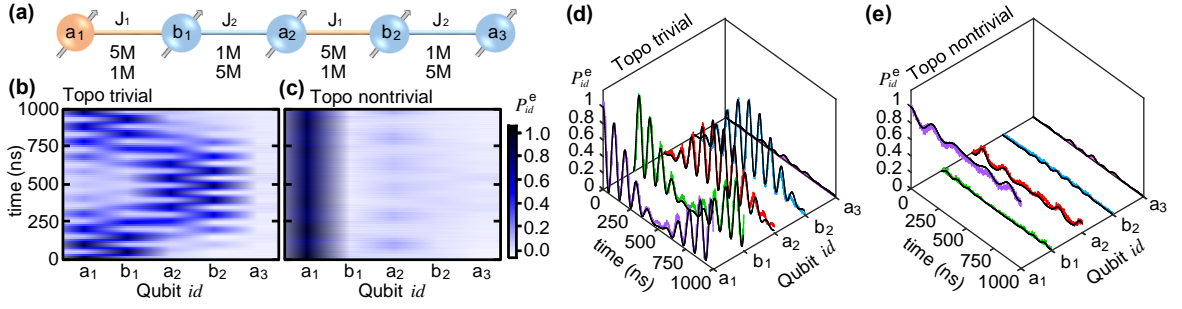 (a)
J1 J2 J1 J2
a1 b1 a2 b2 a3
5M 1M 5M 1M
1M 5M 1M 5M
(b) Topo trivial
(c) Topo nontrivial
P_id^e
1000
750
500
250
0
time (ns)
1.0
0.8
0.6
0.4
0.2
0.0
a1 b1 a2 b2 a3
Qubit id
a1 b1 a2 b2 a3
Qubit id
(d)
Topo trivial
P_id^e
1
0.8
0.6
0.4
0.2
0
0
250
500
750
1000
time (ns)
a1
b1
a2
b2
a3
Qubit id
(e)
Topo nontrivial
P_id^e
1
0.8
0.6
0.4
0.2
0
0
250
500
750
1000
time (ns)
a1
b1
a2
b2
a3
Qubit id